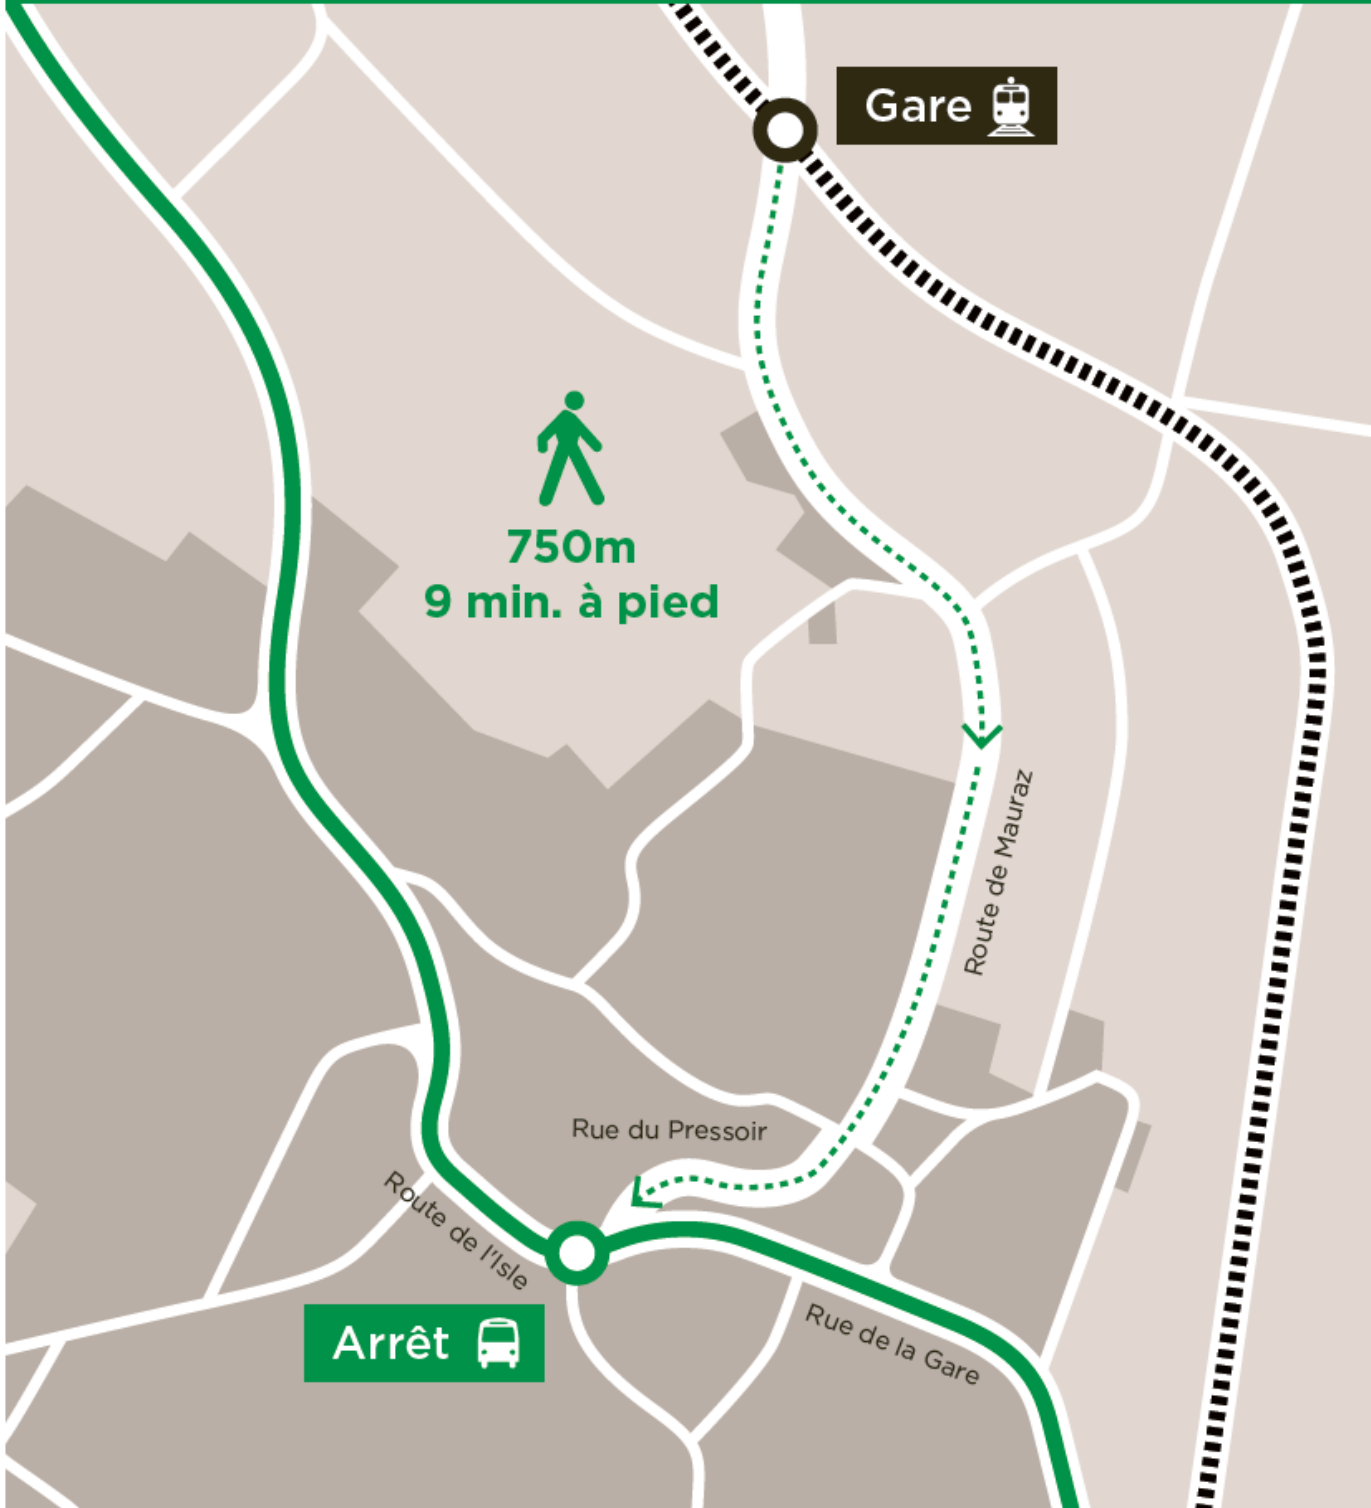 Gare
750m
9 min. à pied
Route de Mauraz
Rue du Pressoir
Route de l'Isle
Arrêt
Rue de la Gare